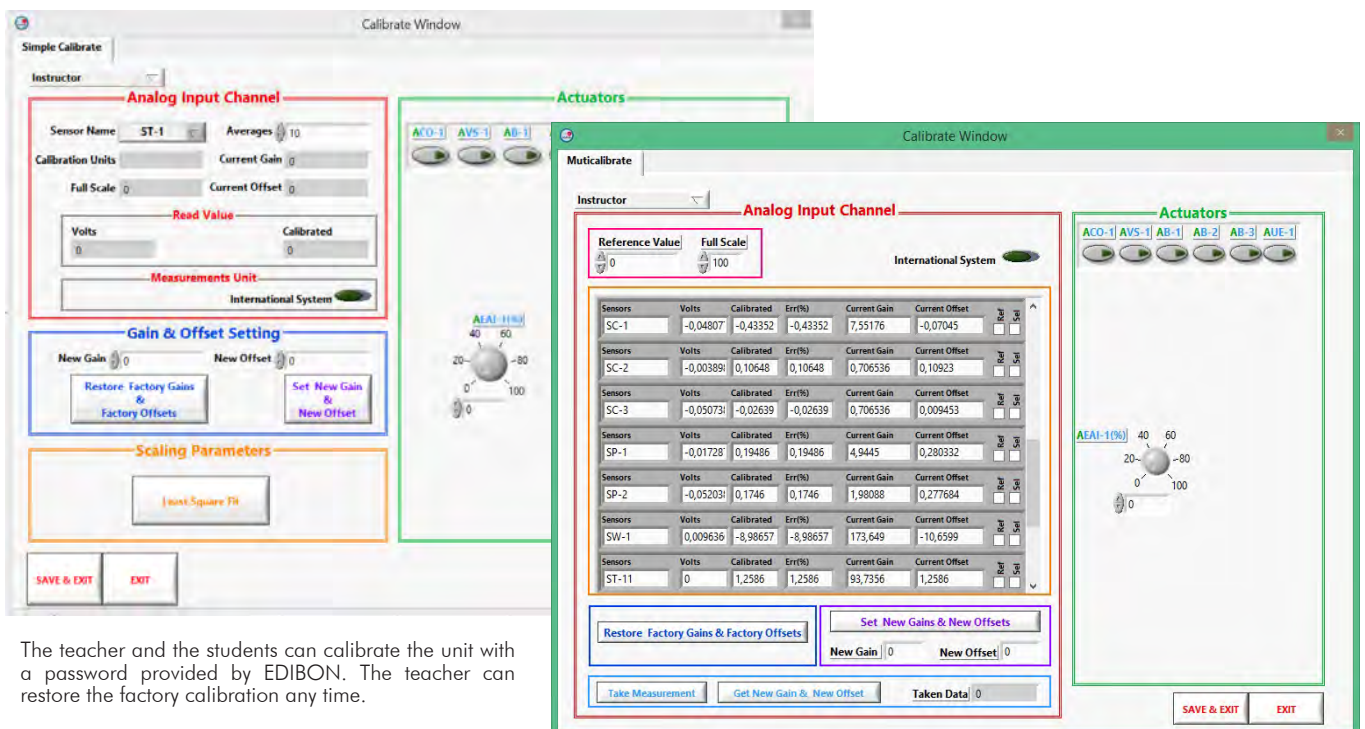 Calibrate Window
Simple Calibrate
Instructor
Analog Input Channel
Sensor Name ST-1 Averages 10
Calibration Units Current Gain 0
Full Scale 0 Current Offset 0
Read Value
Volts Calibrated
0 0
Measurements Unit
International System
Gain & Offset Setting
New Gain 0 New Offset 0
Restore Factory Gains
&
Factory Offsets
Set New Gain
&
New Offset
Scaling Parameters
Least Square Fit
SAVE & EXIT EXIT
Actuators
ACO-1 AVS-1 AB-1
AEAI-1(%)
40 60
20 80
0 100
0
Calibrate Window
Muticalibrate
Instructor
Analog Input Channel
Reference Value Full Scale
0 100
International System
Sensors Volts Calibrated Err(%) Current Gain Current Offset Ref Sel
SC-1 -0,04807 -0,43352 -0,43352 7,55176 -0,07045
Sensors Volts Calibrated Err(%) Current Gain Current Offset Ref Sel
SC-2 -0,00389 0,10648 0,10648 0,706536 0,10923
Sensors Volts Calibrated Err(%) Current Gain Current Offset Ref Sel
SC-3 -0,05073 -0,02639 -0,02639 0,706536 0,009453
Sensors Volts Calibrated Err(%) Current Gain Current Offset Ref Sel
SP-1 -0,01728 0,19486 0,19486 4,9445 0,280332
Sensors Volts Calibrated Err(%) Current Gain Current Offset Ref Sel
SP-2 -0,05203 0,1746 0,1746 1,98088 0,277684
Sensors Volts Calibrated Err(%) Current Gain Current Offset Ref Sel
SW-1 0,009636 -8,98657 -8,98657 173,649 -10,6599
Sensors Volts Calibrated Err(%) Current Gain Current Offset Ref Sel
ST-11 0 1,2586 1,2586 93,7356 1,2586
Restore Factory Gains & Factory Offsets
Set New Gains & New Offsets
New Gain 0 New Offset 0
Take Measurement Get New Gain & New Offset Taken Data 0
Actuators
ACO-1 AVS-1 AB-1 AB-2 AB-3 AUE-1
AEAI-1(%) 40 60
20 80
0 100
0
SAVE & EXIT EXIT
The teacher and the students can calibrate the unit with
a password provided by EDIBON. The teacher can
restore the factory calibration any time.